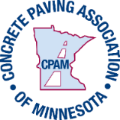 CONCRETE PAVING ASSOCIATION
CPAM
• OF MINNESOTA •